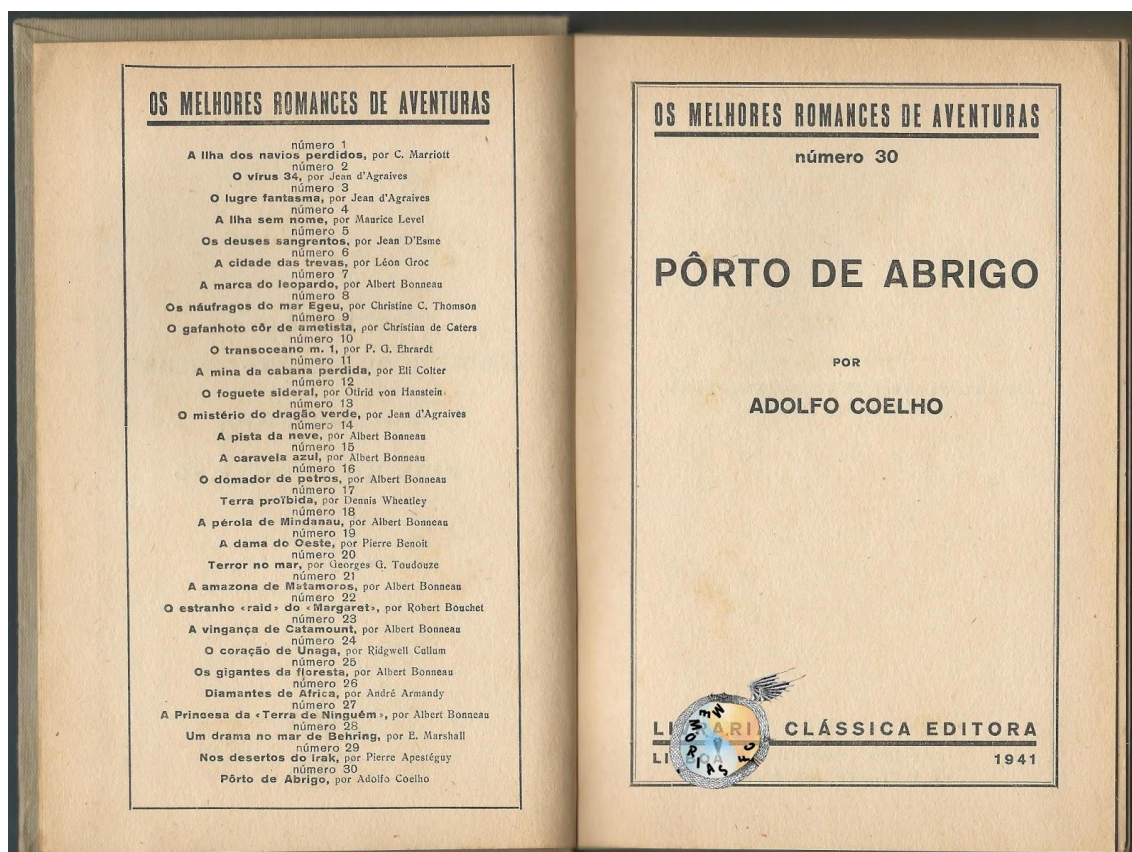 OS MELHORES ROMANCES DE AVENTURAS
número 1
A Ilha dos navios perdidos, por C. Marriott
número 2
O vírus 34, por Jean d'Agraives
número 3
O lugre fantasma, por Jean d'Agraives
número 4
A Ilha sem nome, por Maurice Level
número 5
Os deuses sangrentos, por Jean D'Esme
número 6
A cidade das trevas, por Léon Groc
número 7
A marca do leopardo, por Albert Bonneau
número 8
Os náufragos do mar Egeu, por Christine C. Thomson
número 9
O gafanhoto côr de ametista, por Christian de Caters
número 10
O transoceano m. 1, por P. G. Ehrardt
número 11
A mina da cabana perdida, por Eli Colter
número 12
O foguete sideral, por Otirid von Hanstein
número 13
O mistério do dragão verde, por Jean d'Agraives
número 14
A pista da neve, por Albert Bonneau
número 15
A caravela azul, por Albert Bonneau
número 16
O domador de potros, por Albert Bonneau
número 17
Terra proïbida, por Dennis Wheatley
número 18
A pérola de Mindanau, por Albert Bonneau
número 19
A dama do Oeste, por Pierre Benoit
número 20
Terror no mar, por Georges G. Toudouze
número 21
A amazona de Matamoros, por Albert Bonneau
número 22
O estranho «raid» do «Margaret», por Robert Bouchet
número 23
A vingança de Catamount, por Albert Bonneau
número 24
O coração de Unaga, por Ridgwell Cullum
número 25
Os gigantes da floresta, por Albert Bonneau
número 26
Diamantes de Africa, por André Armandy
número 27
A Princesa da «Terra de Ninguém», por Albert Bonneau
número 28
Um drama no mar de Behring, por E. Marshall
número 29
Nos desertos do Irak, por Pierre Apestéguy
número 30
Pôrto de Abrigo, por Adolfo Coelho
OS MELHORES ROMANCES DE AVENTURAS
número 30
PÔRTO DE ABRIGO
POR
ADOLFO COELHO
CLÁSSICA EDITORA
1941